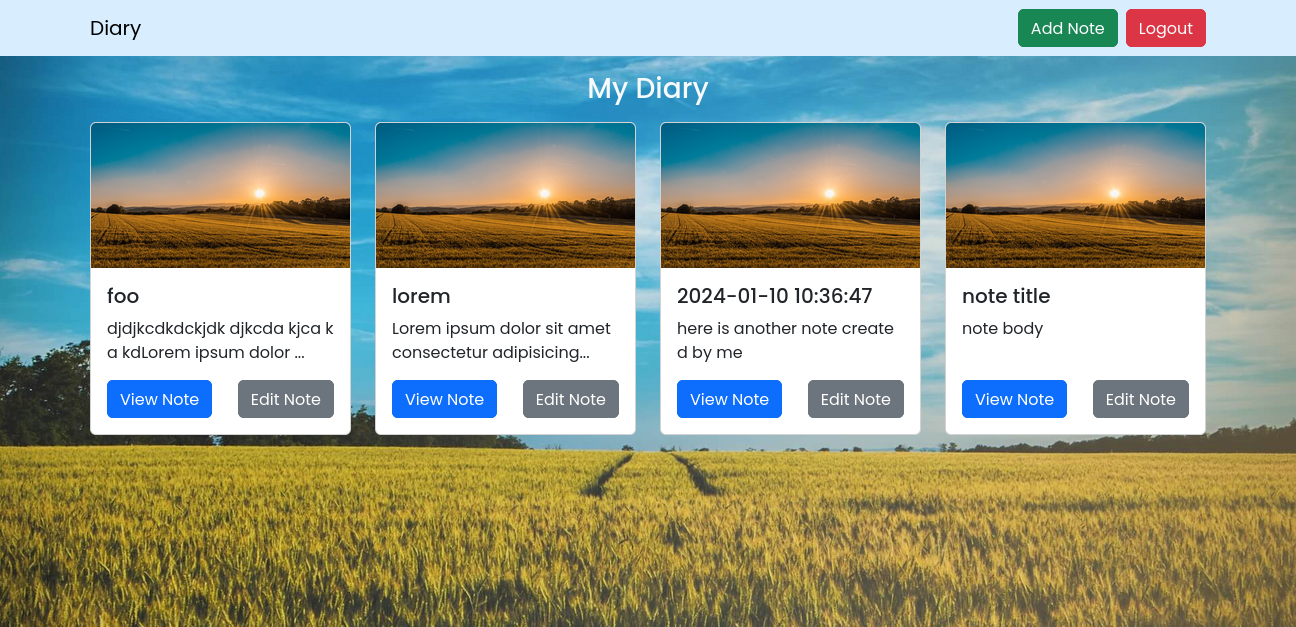 Diary
Add Note
Logout
My Diary
foo
djdjkcdkdckjdk djkcda kjca k
a kdLorem ipsum dolor ...
View Note
Edit Note
lorem
Lorem ipsum dolor sit amet
consectetur adipisicing...
View Note
Edit Note
2024-01-10 10:36:47
here is another note create
d by me
View Note
Edit Note
note title
note body
View Note
Edit Note